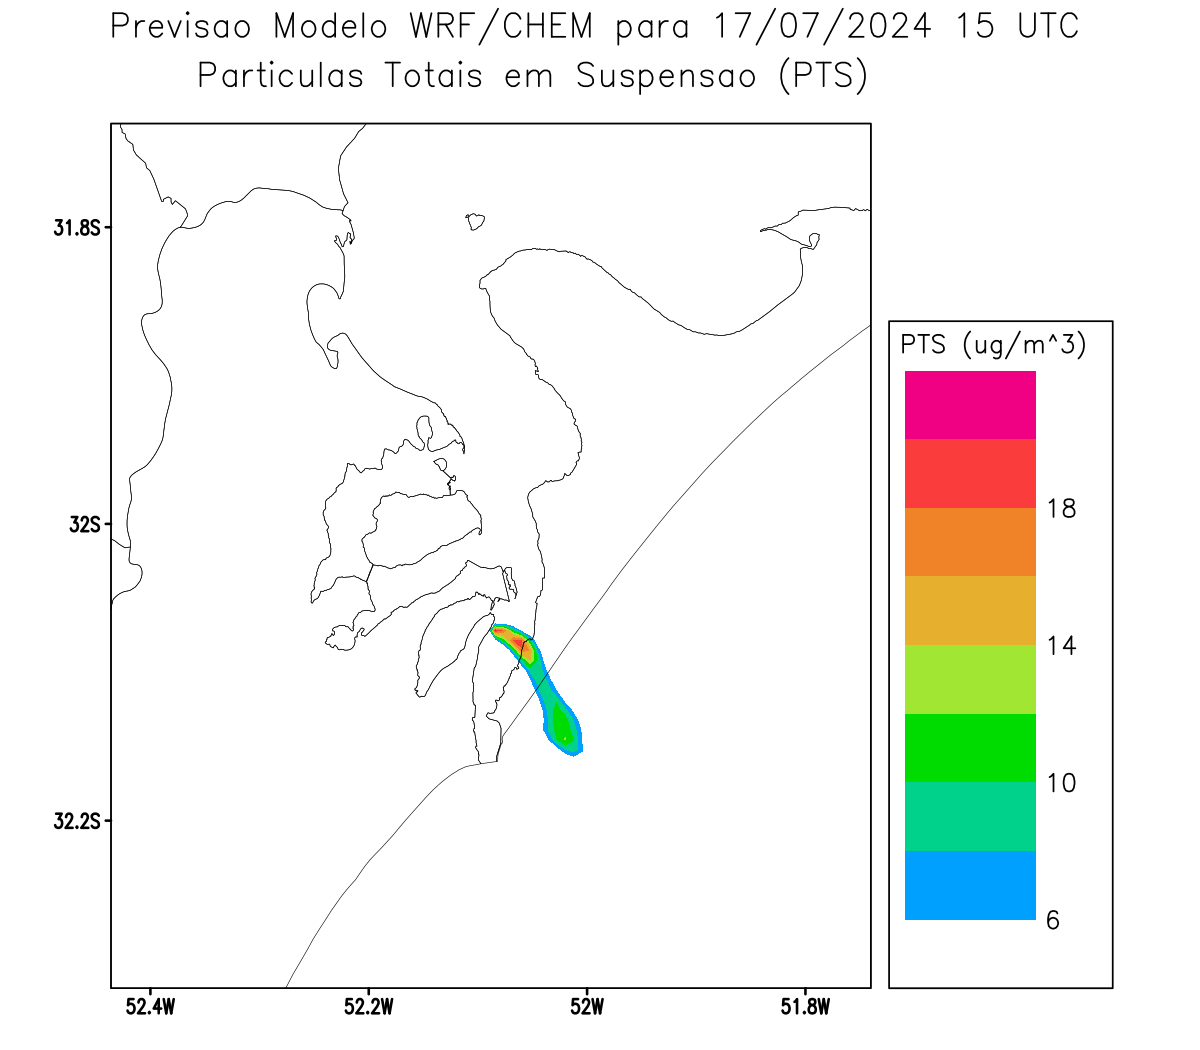 Previsao Modelo WRF/CHEM para 17/07/2024 15 UTC
Particulas Totais em Suspensao (PTS)
31.8S
32S
32.2S
52.4W 52.2W 52W 51.8W
PTS (ug/m^3)
18
14
10
6